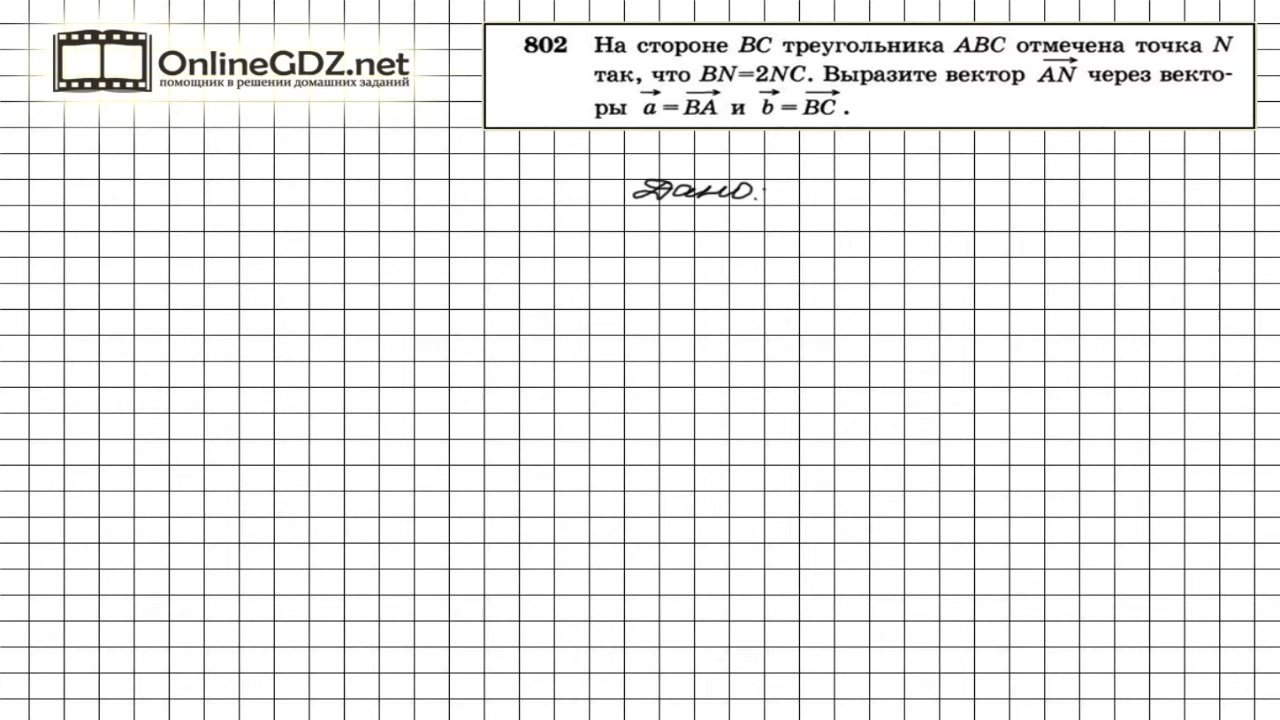 OnlineGDZ.net
помощник в решении домашних заданий
802 На стороне BC треугольника ABC отмечена точка N
так, что BN=2NC. Выразите вектор AN через векто-
ры a = BA и b = BC .
Дано: